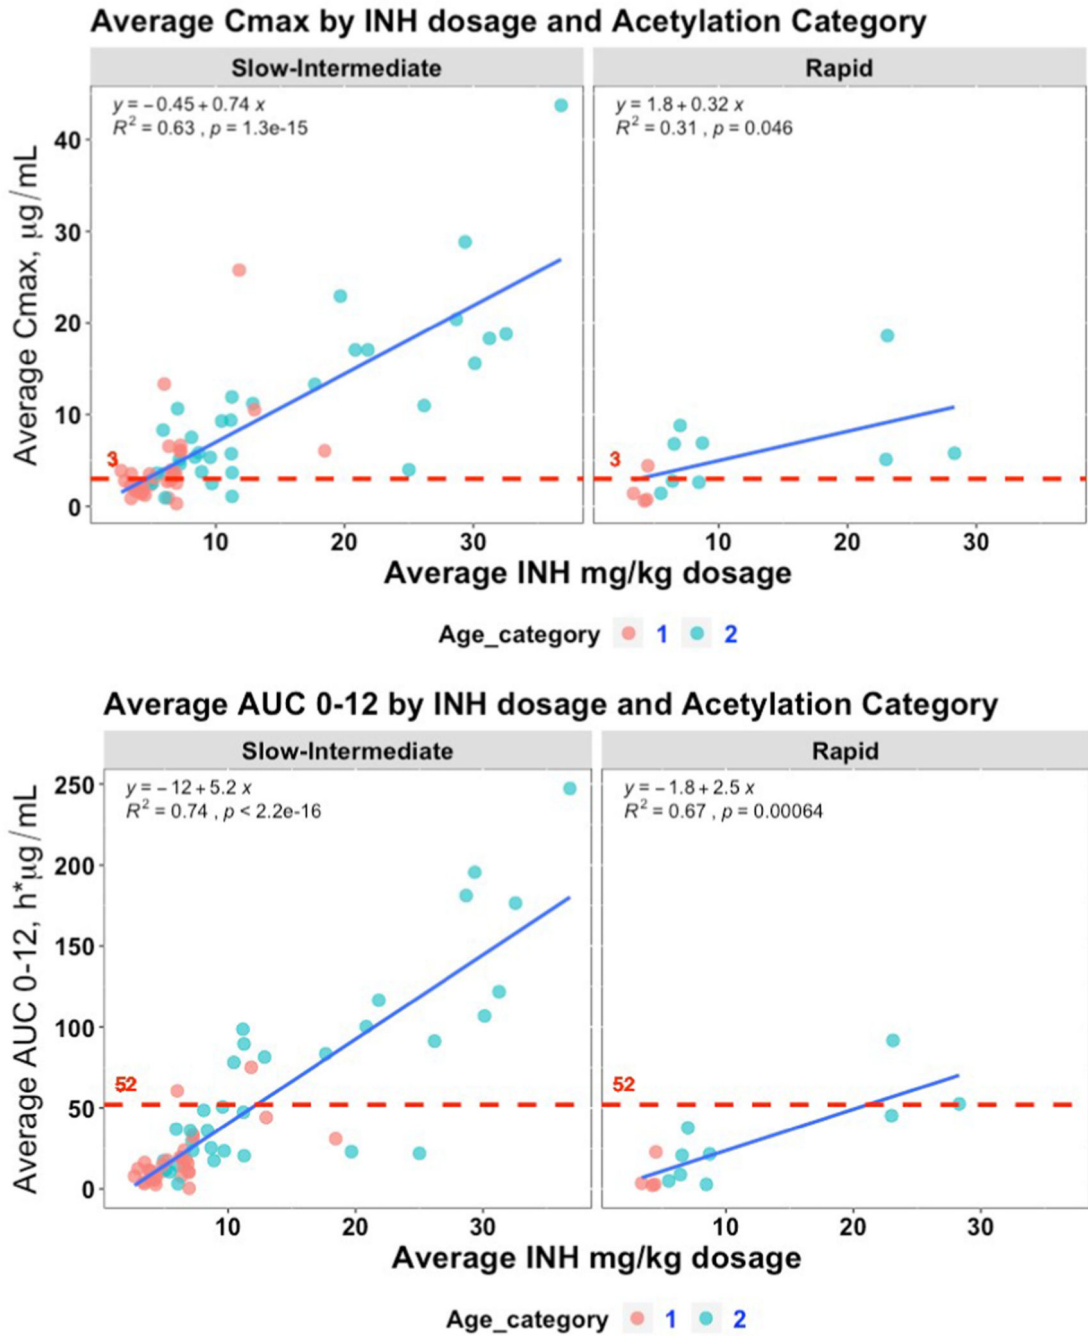 Average Cmax by INH dosage and Acetylation Category
Slow-Intermediate
Rapid
y = −0.45 + 0.74 x
R² = 0.63 , p = 1.3e-15
y = 1.8 + 0.32 x
R² = 0.31 , p = 0.046
Average Cmax, µg/mL
40
30
20
10
0
3
3
10
20
30
10
20
30
Average INH mg/kg dosage
Age_category 1 2
Average AUC 0-12 by INH dosage and Acetylation Category
Slow-Intermediate
Rapid
y = −12 + 5.2 x
R² = 0.74 , p < 2.2e-16
y = −1.8 + 2.5 x
R² = 0.67 , p = 0.00064
Average AUC 0-12, h*µg/mL
250
200
150
100
50
0
52
52
10
20
30
10
20
30
Average INH mg/kg dosage
Age_category 1 2